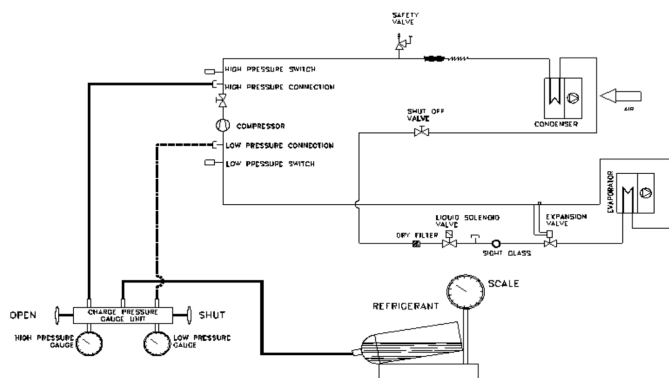 SAFETY
VALVE
HIGH PRESSURE SWITCH
HIGH PRESSURE CONNECTION
SHUT OFF
VALVE
CONDENSER
AIR
COMPRESSOR
LOW PRESSURE CONNECTION
LOW PRESSURE SWITCH
EVAPORATOR
LIQUID SOLENOID
VALVE
EXPANSION
VALVE
DRY FILTER
SIGHT GLASS
OPEN
CHARGE PRESSURE
GAUGE UNIT
SHUT
HIGH PRESSURE
GAUGE
LOW PRESSURE
GAUGE
REFRIGERANT
SCALE